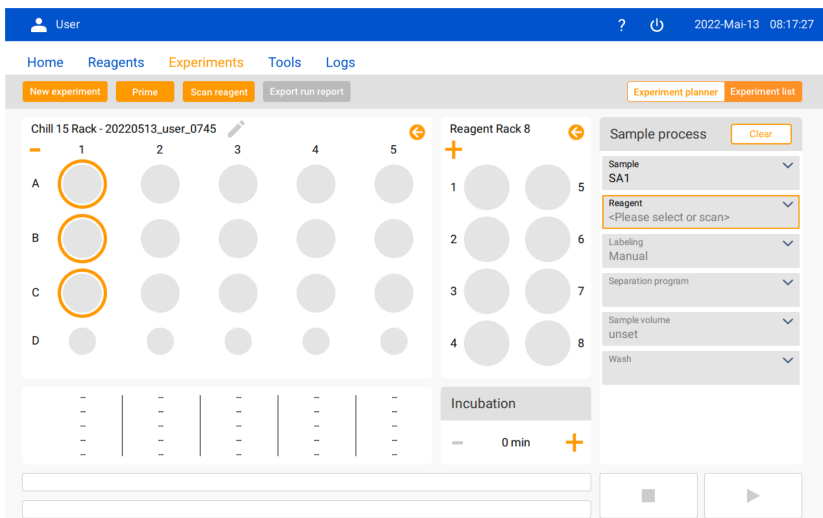 User
? 2022-Mai-13 08:17:27
Home Reagents Experiments Tools Logs
New experiment Prime Scan reagent Export run report Experiment planner Experiment list
Chill 15 Rack - 20220513_user_0745
1 2 3 4 5
A
B
C
D
Reagent Rack 8
1 5
2 6
3 7
4 8
Sample process Clear
Sample
SA1
Reagent
<Please select or scan>
Labeling
Manual
Separation program
Sample volume
unset
Wash
-- -- -- -- --
-- -- -- -- --
-- -- -- -- --
-- -- -- -- --
-- -- -- -- --
Incubation
0 min